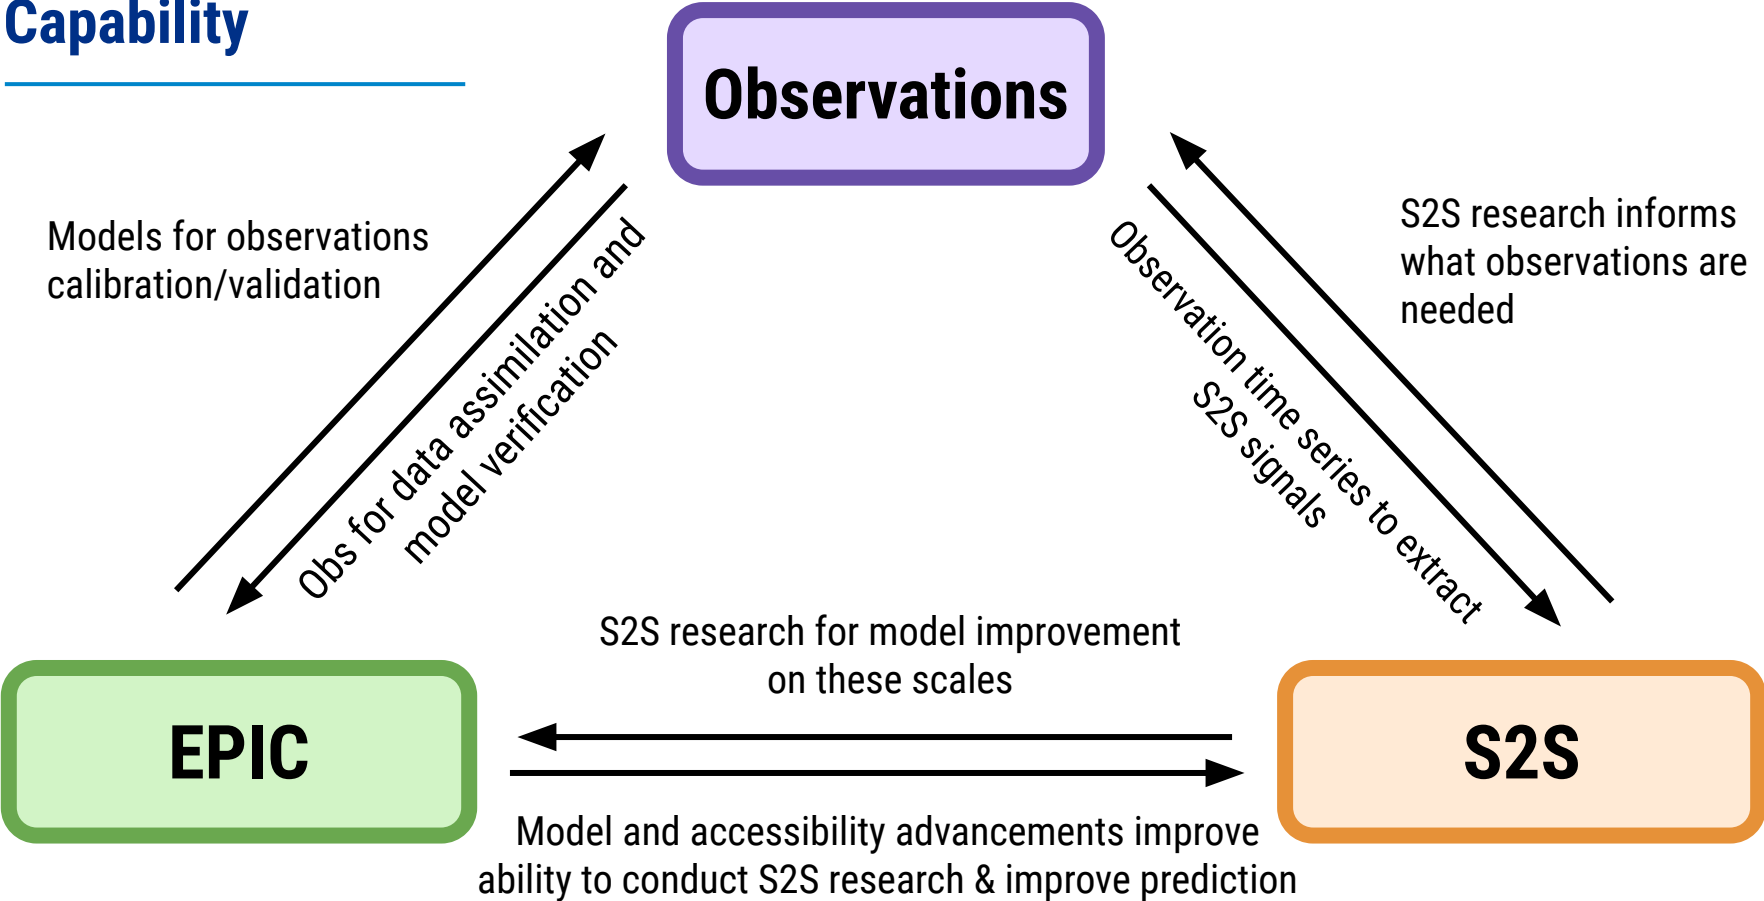 Capability
Observations
Models for observations
calibration/validation
Obs for data assimilation and
model verification
Observation time series to extract
S2S signals
S2S research informs
what observations are
needed
S2S research for model improvement
on these scales
EPIC
S2S
Model and accessibility advancements improve
ability to conduct S2S research & improve prediction